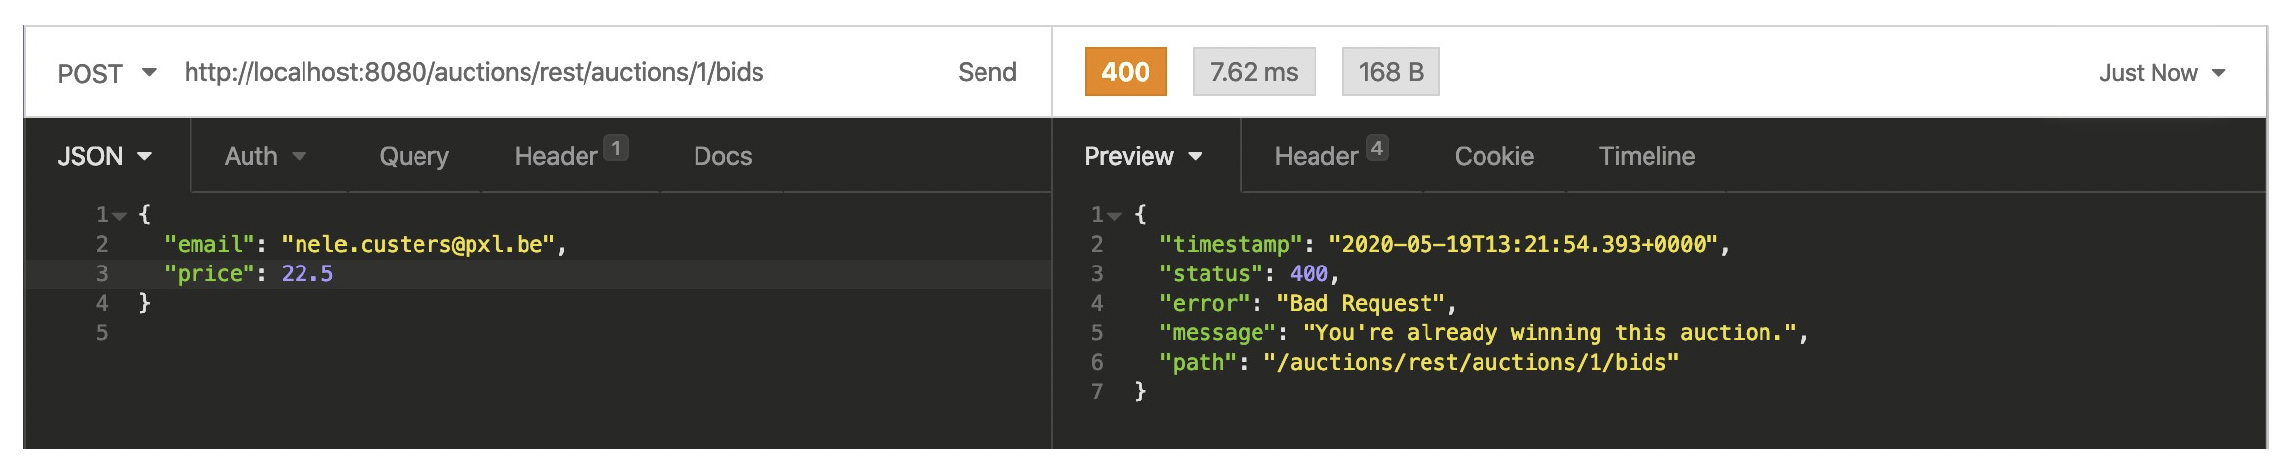 POST http://localhost:8080/auctions/rest/auctions/1/bids Send
400 7.62 ms 168 B Just Now
JSON Auth Query Header 1 Docs
1 {
2 "email": "nele.custers@pxl.be",
3 "price": 22.5
4 }
5
Preview Header 4 Cookie Timeline
1 {
2 "timestamp": "2020-05-19T13:21:54.393+0000",
3 "status": 400,
4 "error": "Bad Request",
5 "message": "You're already winning this auction.",
6 "path": "/auctions/rest/auctions/1/bids"
7 }